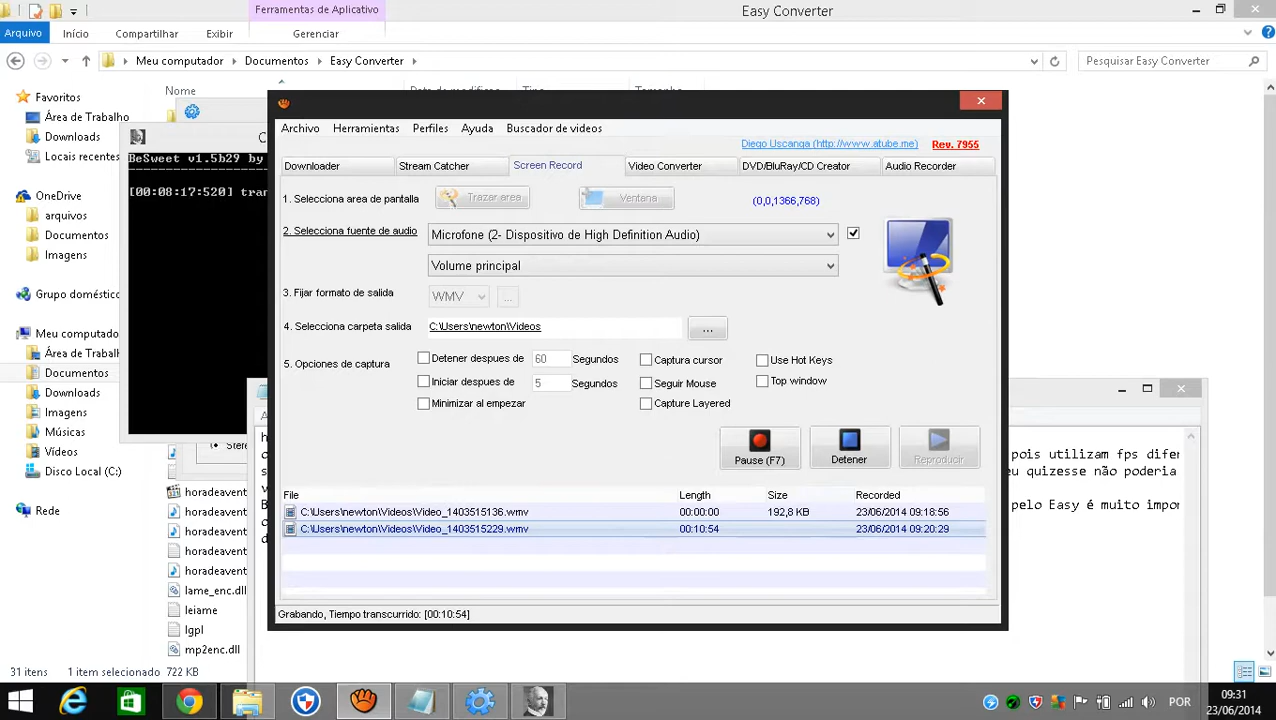 Ferramentas de Aplicativo
Easy Converter
Arquivo Início Compartilhar Exibir Gerenciar
Meu computador Documentos Easy Converter
Pesquisar Easy Converter
Favoritos
Área de Trabalho
Downloads
Locais recentes
OneDrive
arquivos
Documentos
Imagens
Grupo doméstic
Meu computador
Área de Trabalh
Documentos
Downloads
Imagens
Músicas
Vídeos
Disco Local (C:)
Rede
Nome
BeSweet v1.5b29 by
[00:08:17:520] tran
Stere
horadeavent
horadeavent
horadeavent
horadeavent
horadeavent
lame_enc.dll
leiame
lgpl
mp2enc.dll
Archivo Herramientas Perfiles Ayuda Buscador de videos
Diego Uscanga (http://www.atube.me) Rev. 7955
Downloader Stream Catcher Screen Record Video Converter DVD/BluRay/CD Creator Audio Recorder
1. Selecciona area de pantalla Trazar area Ventana (0,0,1366,768)
2. Selecciona fuente de audio Microfone (2- Dispositivo de High Definition Audio)
Volume principal
3. Fijar formato de salida WMV ...
4. Selecciona carpeta salida C:\Users\newton\Videos ...
5. Opciones de captura
Detener despues de 60 Segundos Captura cursor Use Hot Keys
Iniciar despues de 5 Segundos Seguir Mouse Top window
Minimizar al empezar Capture Layered
Pause (F7) Detener Reproducir
File Length Size Recorded
C:\Users\newton\Videos\Video_1403515136.wmv 00:00:00 192,8 KB 23/06/2014 09:18:56
C:\Users\newton\Videos\Video_1403515229.wmv 00:10:54 23/06/2014 09:20:29
Grabando, Tiempo transcurrido: [00:10:54]
pois utilizam fps difer
eu quizesse não poderia
pelo Easy é muito impor
31 itens 1 item selecionado 722 KB
POR
09:31
23/06/2014